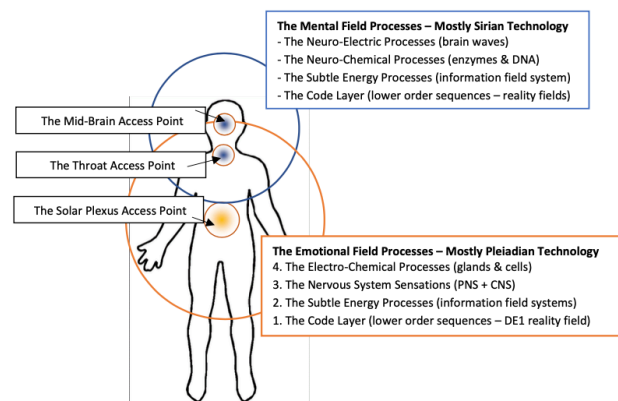 The Mental Field Processes – Mostly Sirian Technology
- The Neuro-Electric Processes (brain waves)
- The Neuro-Chemical Processes (enzymes & DNA)
- The Subtle Energy Processes (information field system)
- The Code Layer (lower order sequences – reality fields)
The Mid-Brain Access Point
The Throat Access Point
The Solar Plexus Access Point
The Emotional Field Processes – Mostly Pleiadian Technology
4. The Electro-Chemical Processes (glands & cells)
3. The Nervous System Sensations (PNS + CNS)
2. The Subtle Energy Processes (information field systems)
1. The Code Layer (lower order sequences – DE1 reality field)